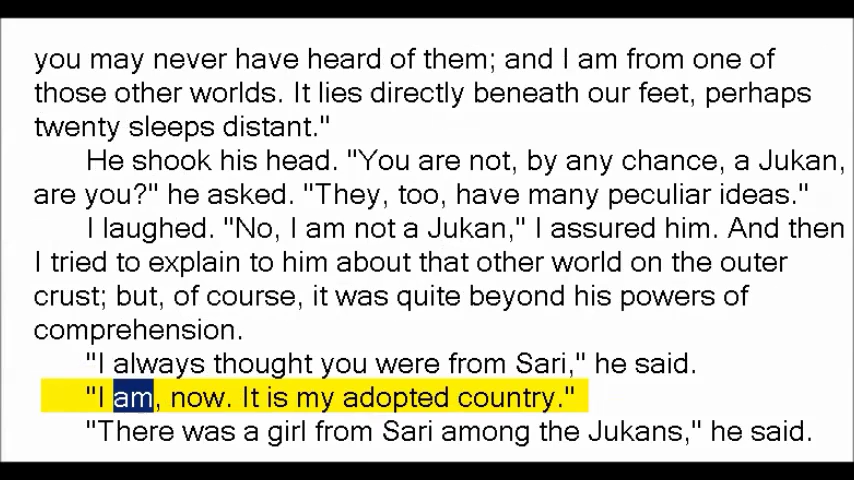 you may never have heard of them; and I am from one of
those other worlds. It lies directly beneath our feet, perhaps
twenty sleeps distant."
He shook his head. "You are not, by any chance, a Jukan,
are you?" he asked. "They, too, have many peculiar ideas."
I laughed. "No, I am not a Jukan," I assured him. And then
I tried to explain to him about that other world on the outer
crust; but, of course, it was quite beyond his powers of
comprehension.
"I always thought you were from Sari," he said.
"I am, now. It is my adopted country."
"There was a girl from Sari among the Jukans," he said.